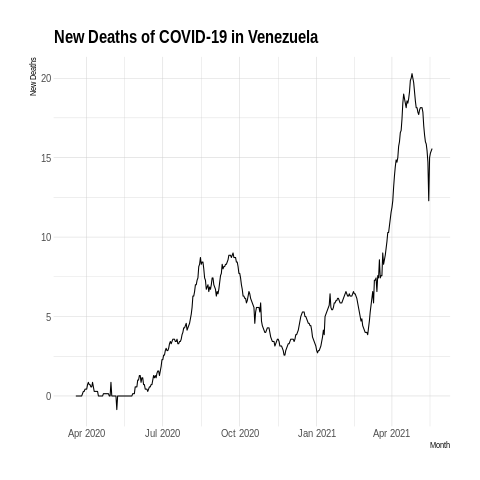 New Deaths of COVID-19 in Venezuela
New Deaths
20
15
10
5
0
Apr 2020 Jul 2020 Oct 2020 Jan 2021 Apr 2021
Month